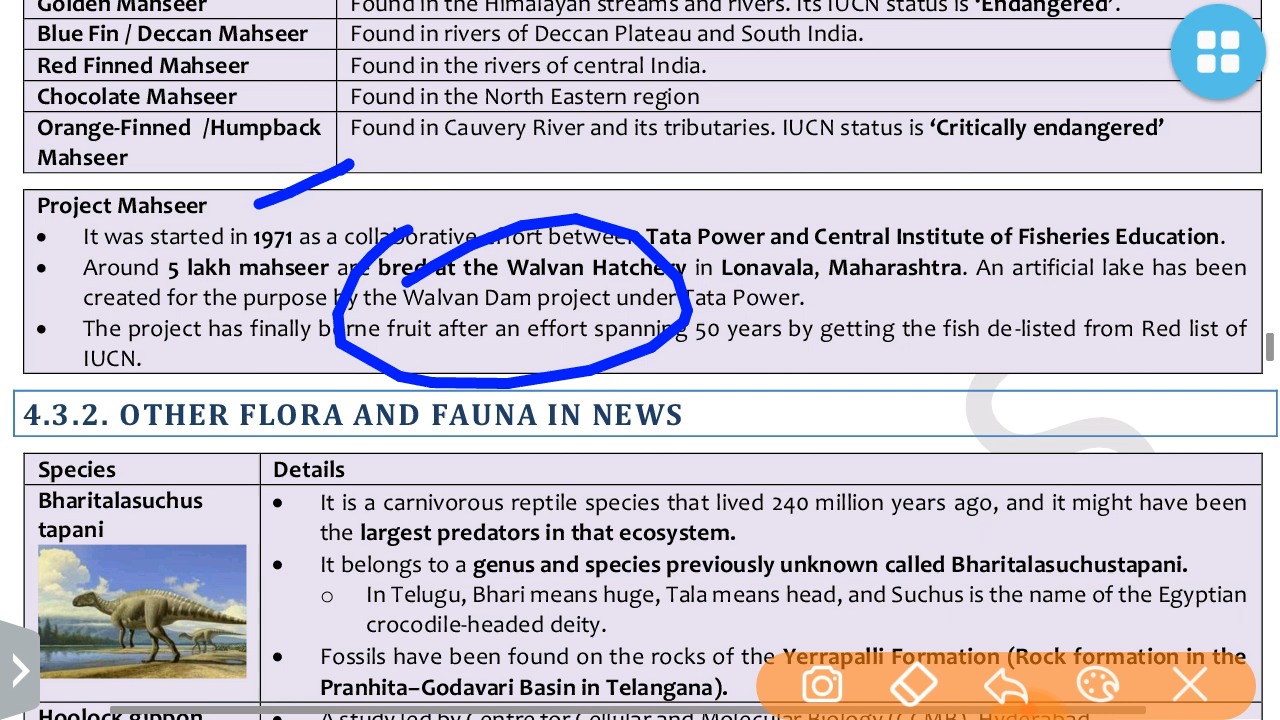 Golden Mahseer Found in the Himalayan streams and rivers. Its IUCN status is ‘Endangered’.
Blue Fin / Deccan Mahseer Found in rivers of Deccan Plateau and South India.
Red Finned Mahseer Found in the rivers of central India.
Chocolate Mahseer Found in the North Eastern region
Orange-Finned /Humpback Found in Cauvery River and its tributaries. IUCN status is ‘Critically endangered’
Mahseer
Project Mahseer
• It was started in 1971 as a collaborative effort between Tata Power and Central Institute of Fisheries Education.
• Around 5 lakh mahseer are bred at the Walvan Hatchery in Lonavala, Maharashtra. An artificial lake has been
created for the purpose by the Walvan Dam project under Tata Power.
• The project has finally borne fruit after an effort spanning 50 years by getting the fish de-listed from Red list of
IUCN.
4.3.2. OTHER FLORA AND FAUNA IN NEWS
Species Details
Bharitalasuchus
tapani
• It is a carnivorous reptile species that lived 240 million years ago, and it might have been
the largest predators in that ecosystem.
• It belongs to a genus and species previously unknown called Bharitalasuchustapani.
o In Telugu, Bhari means huge, Tala means head, and Suchus is the name of the Egyptian
crocodile-headed deity.
• Fossils have been found on the rocks of the Yerrapalli Formation (Rock formation in the
Pranhita–Godavari Basin in Telangana).
Hoolock gibbon • A study led by Centre for Cellular and Molecular Biology (CCMB), Hyderabad